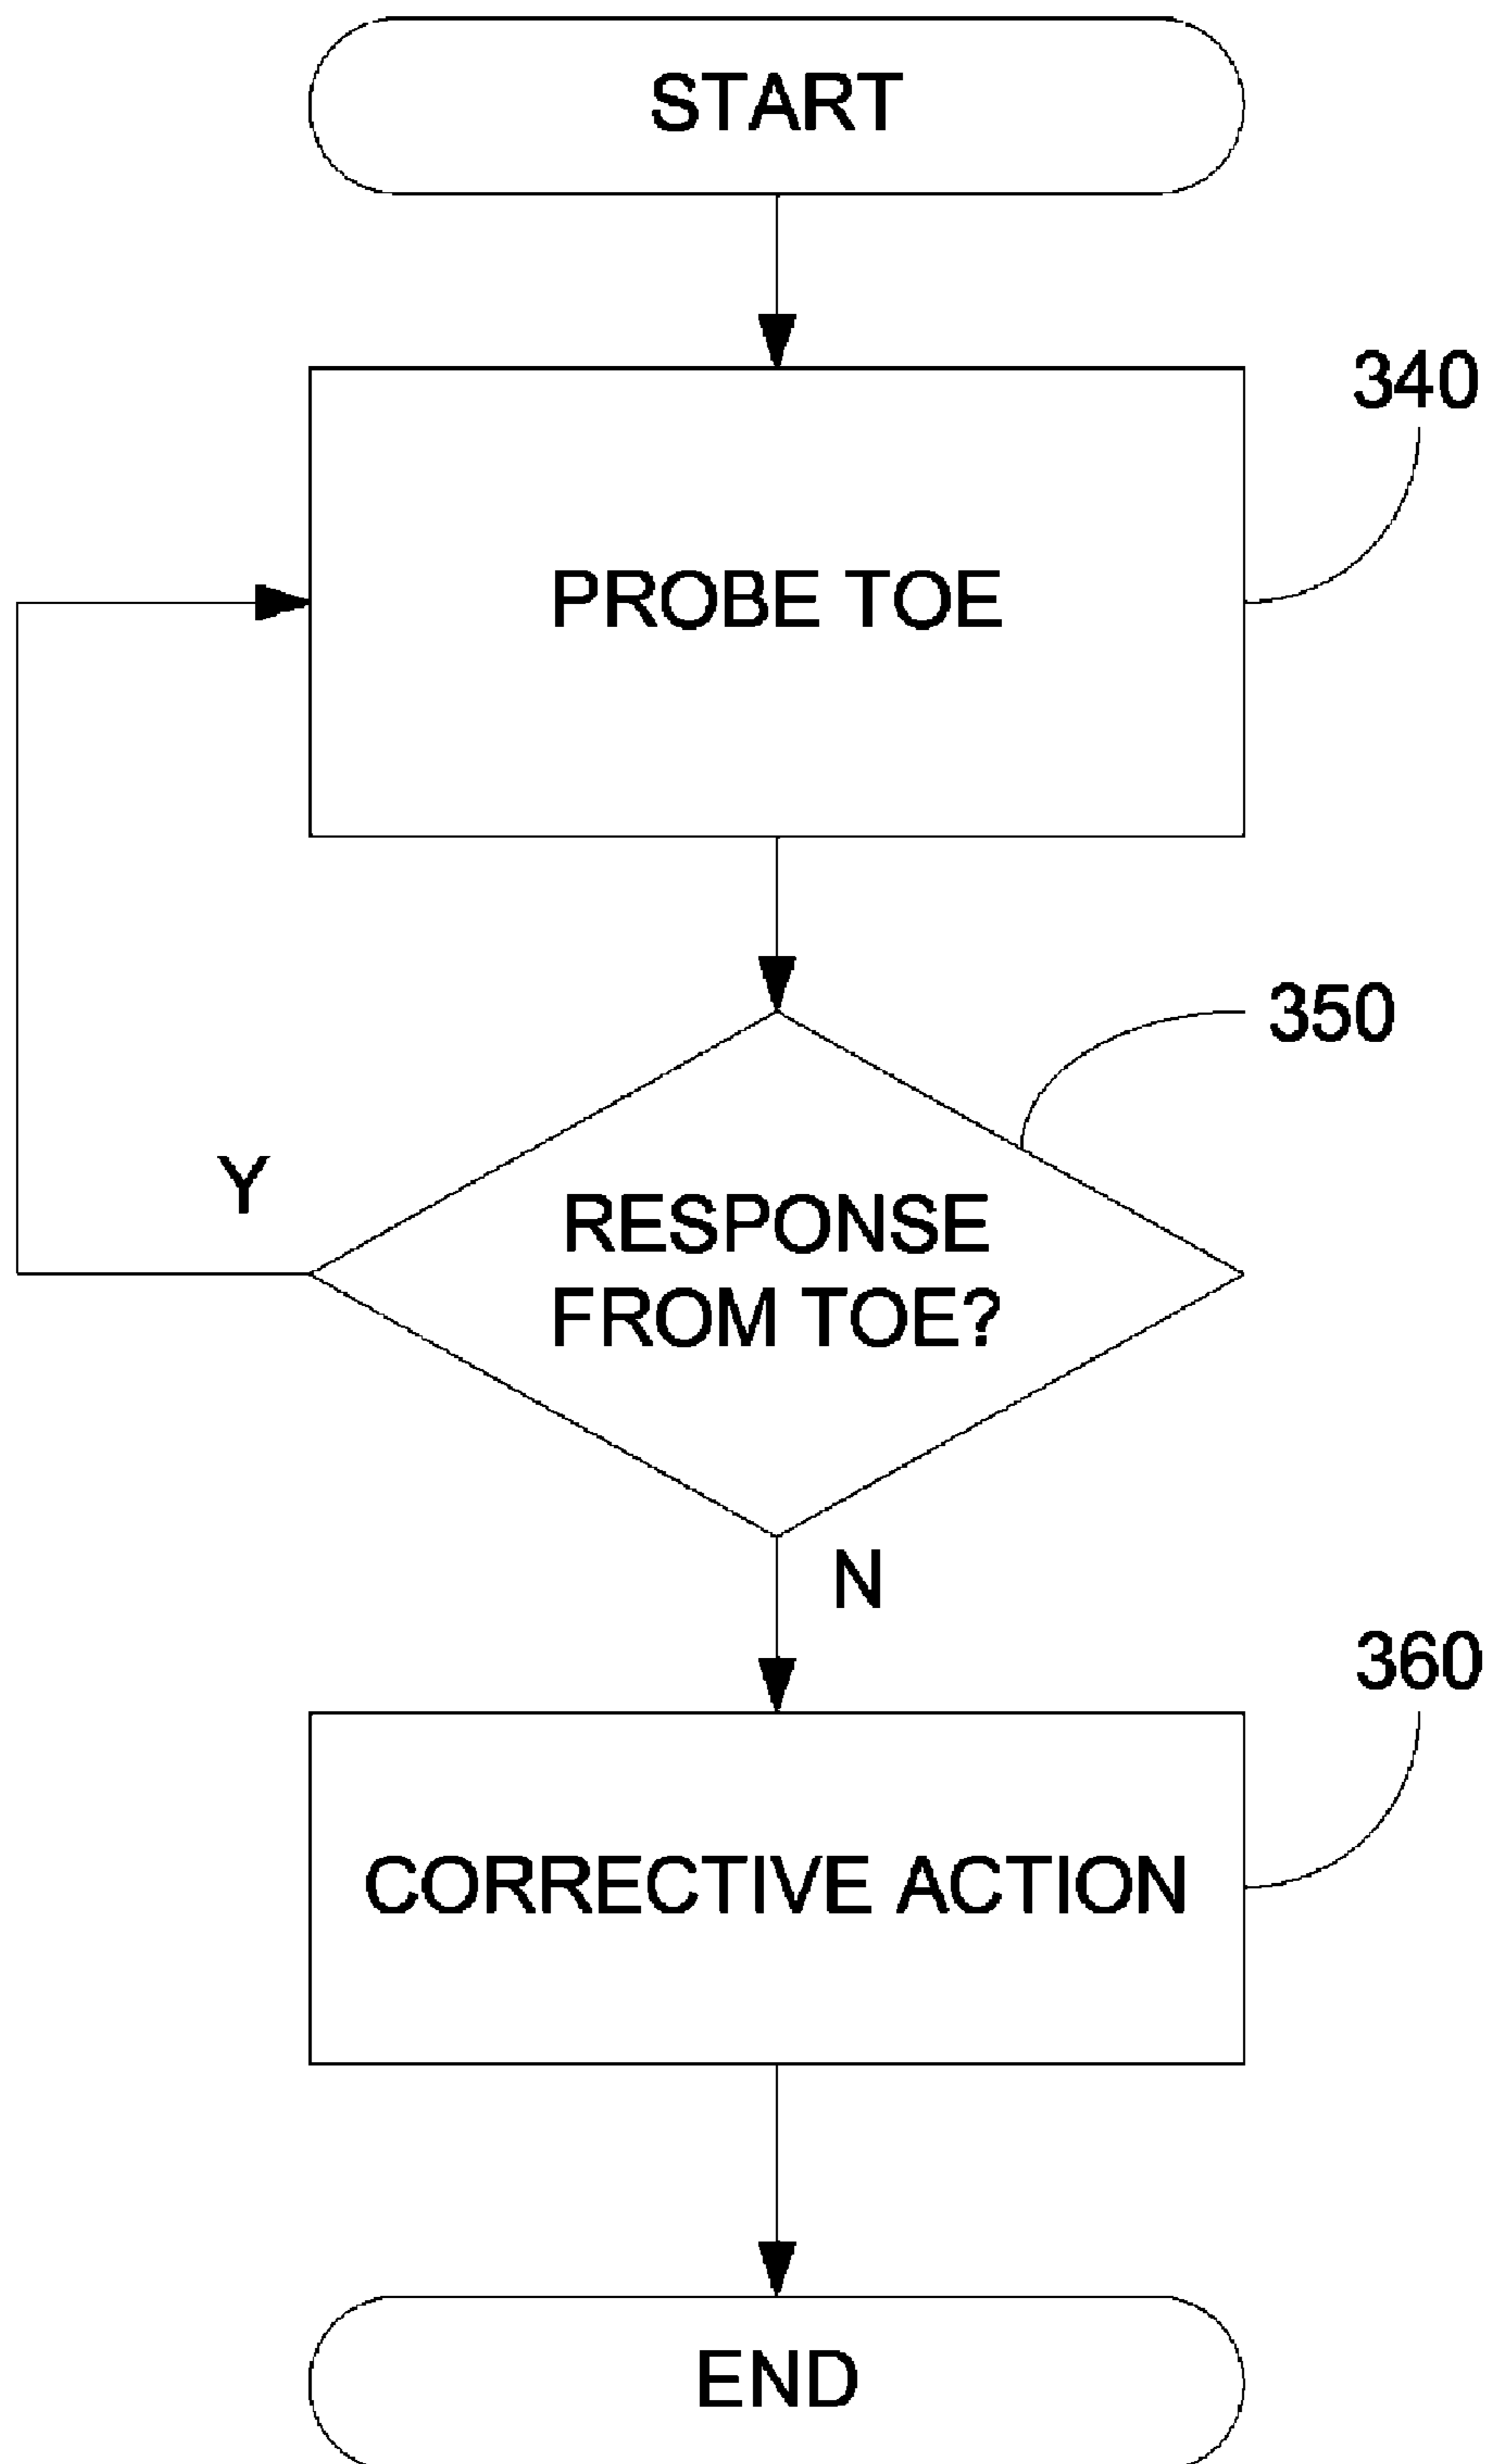 START
340
PROBE TOE
350
Y
RESPONSE
FROM TOE?
N
360
CORRECTIVE ACTION
END